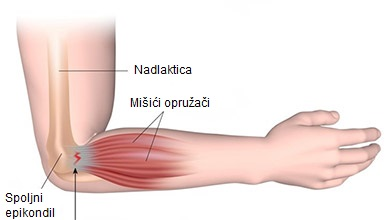 Nadlaktica
Mišići opružači
Spoljni
epikondil